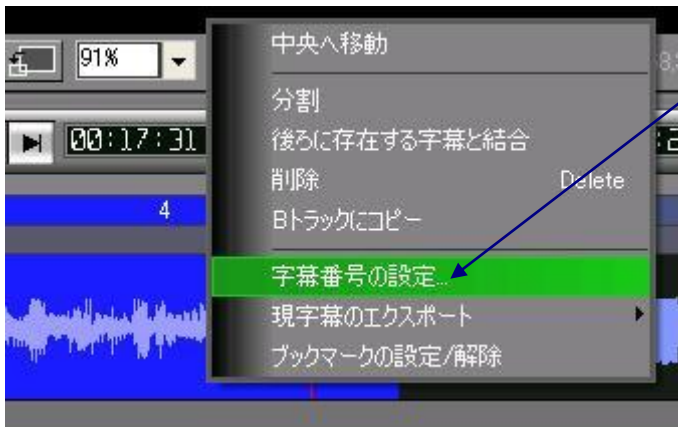 91%
中央へ移動
分割
00:17:31
後ろに存在する字幕と結合
削除 Delete
4
Bトラックにコピー
字幕番号の設定...
現字幕のエクスポート
ブックマークの設定/解除